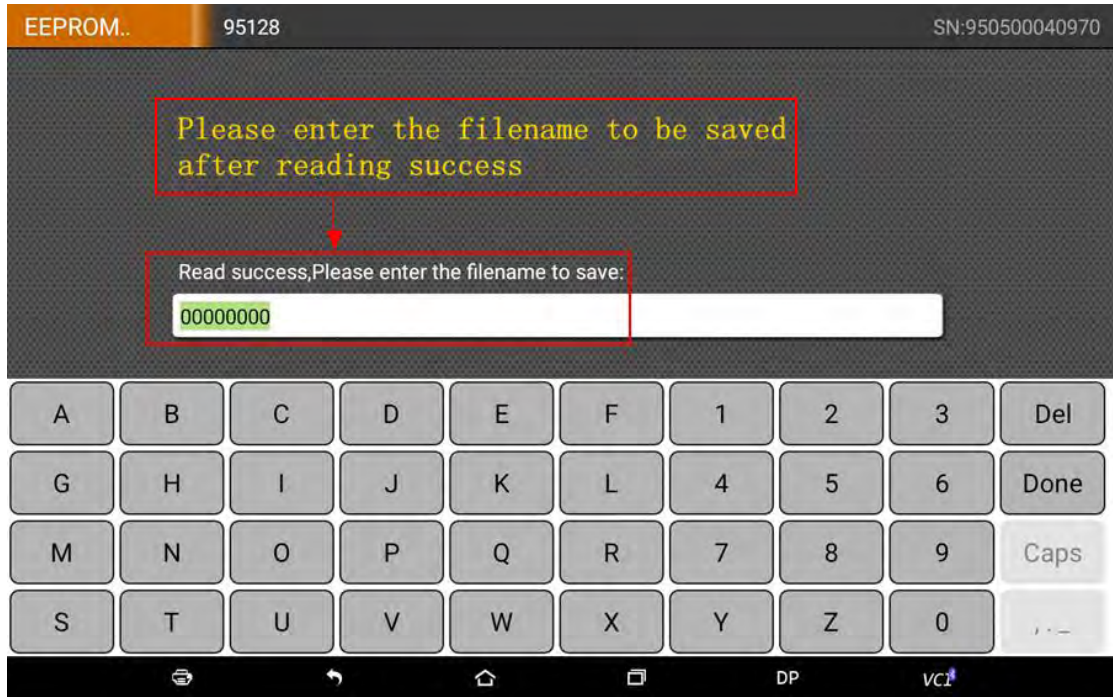 EEPROM.. 95128 SN:950500040970
Please enter the filename to be saved
after reading success
Read success,Please enter the filename to save:
00000000
A B C D E F 1 2 3 Del
G H I J K L 4 5 6 Done
M N O P Q R 7 8 9 Caps
S T U V W X Y Z 0 , . _
DP VCI